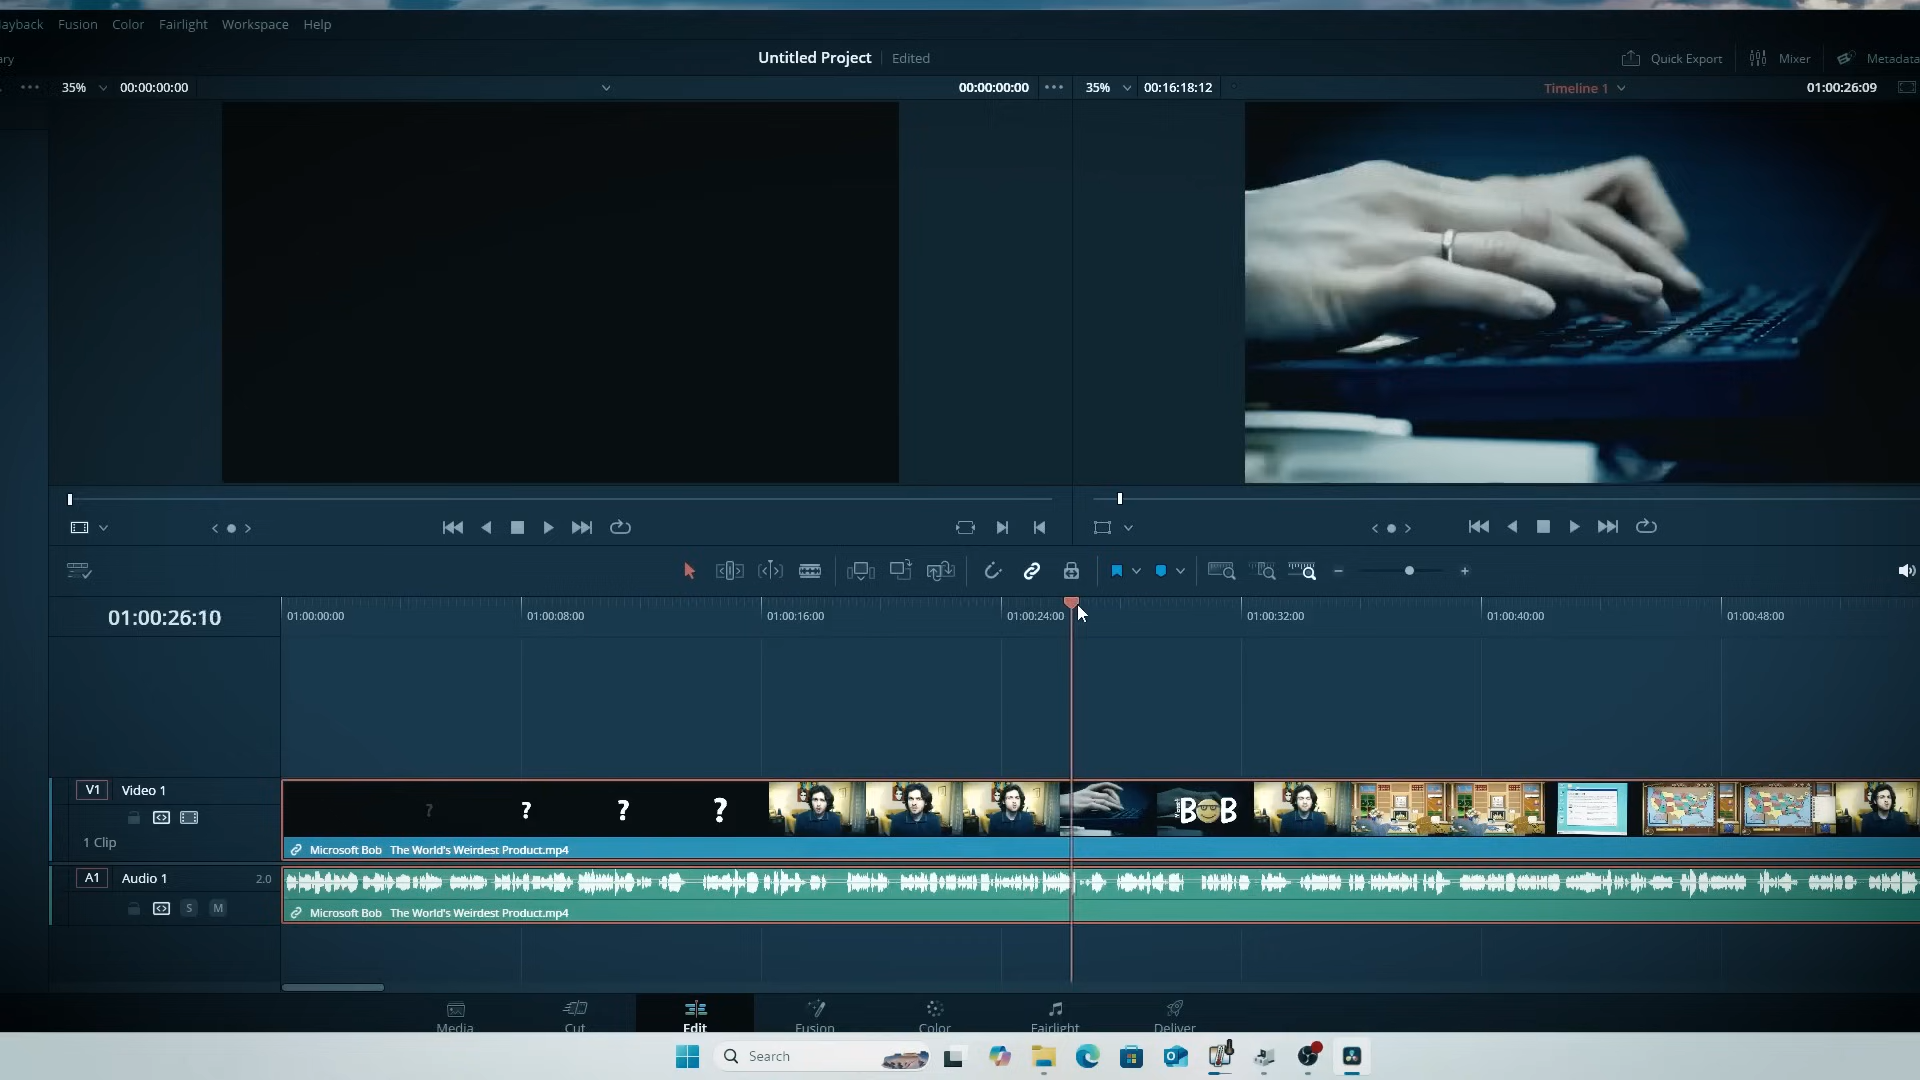 ayback Fusion Color Fairlight Workspace Help
ary
Untitled Project Edited
Quick Export Mixer Metadata
35% 00:00:00:00 00:00:00:00
35% 00:16:18:12 Timeline 1 01:00:26:09
01:00:26:10
01:00:00:00 01:00:08:00 01:00:16:00 01:00:24:00 01:00:32:00 01:00:40:00 01:00:48:00
V1 Video 1
1 Clip
? ? ? ?
BOB
Microsoft Bob The World's Weirdest Product.mp4
A1 Audio 1 2.0
S M
Microsoft Bob The World's Weirdest Product.mp4
Media Cut Edit Fusion Color Fairlight Deliver
Search